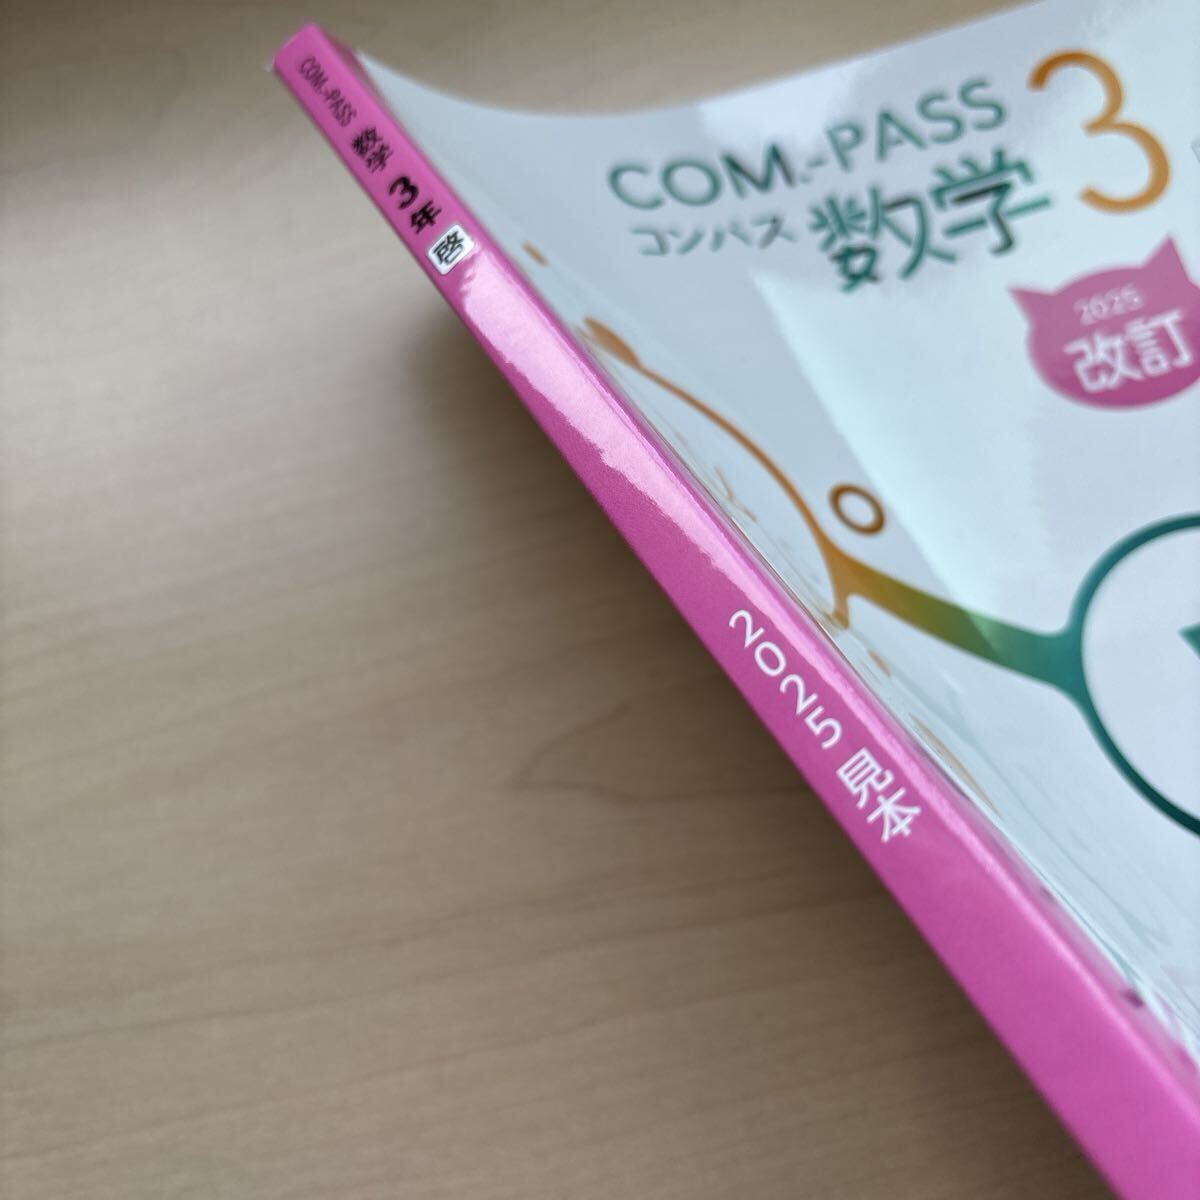 COM.-PASS 数学 3年 啓
2025 見本
COM.-PASS
コンパス 数学 3
2025
改訂